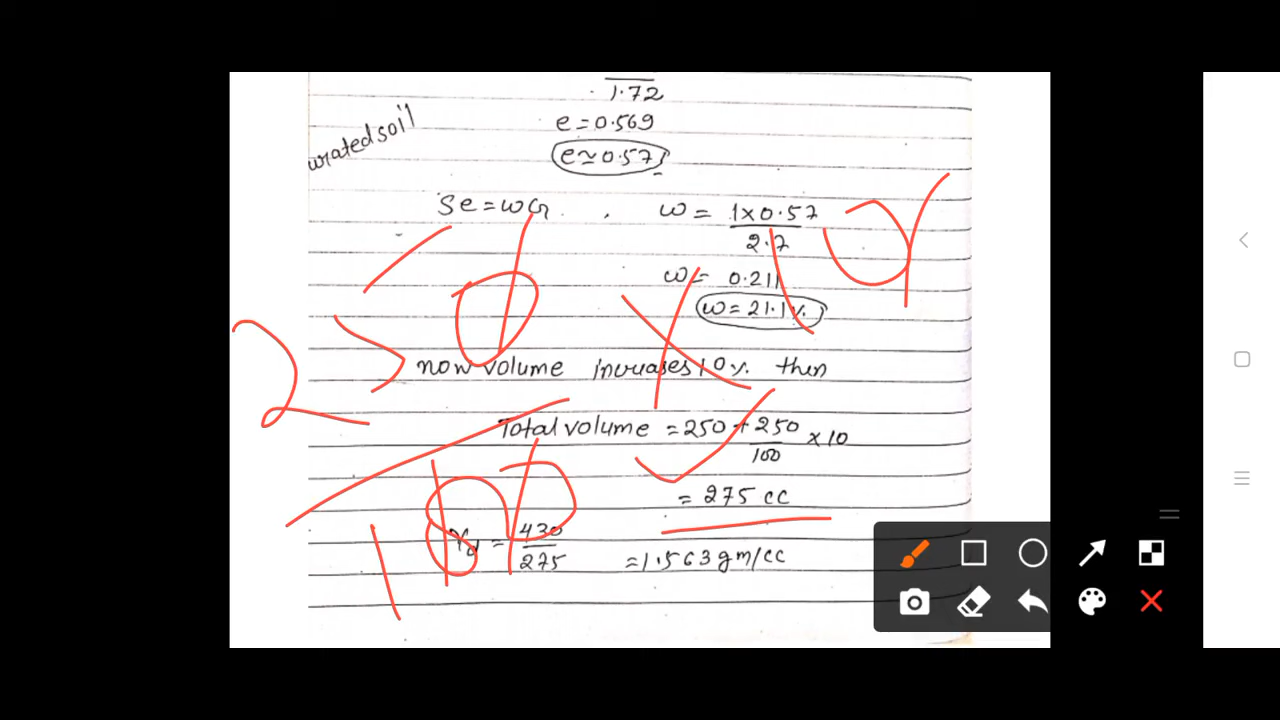 1.72
urated soil
e=0.569
e≃0.57
Se=wG
,
w = 1×0.57
2.7
w = 0.211
w=21.1%
now volume increases 10%. then
Total volume = 250 + 250/100 × 10
= 275 cc
γd = 430/275 = 1.563 gm/cc